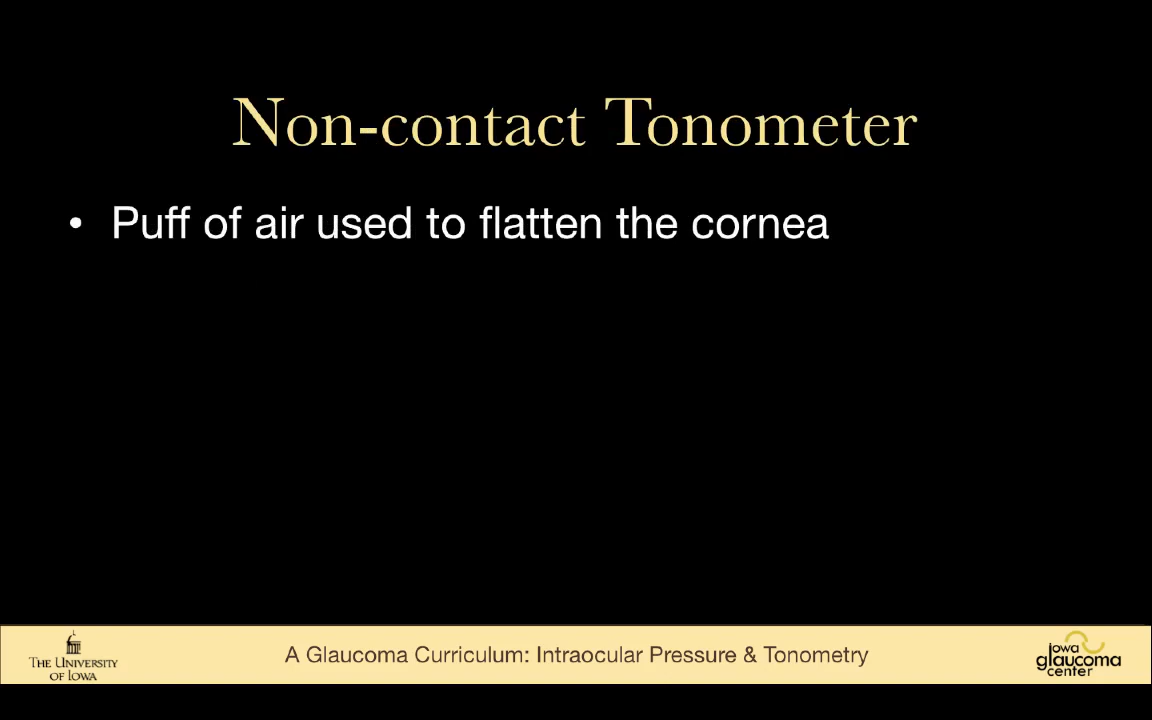 Non-contact Tonometer
• Puff of air used to flatten the cornea
THE UNIVERSITY
OF IOWA
A Glaucoma Curriculum: Intraocular Pressure & Tonometry
Iowa
glaucoma
center